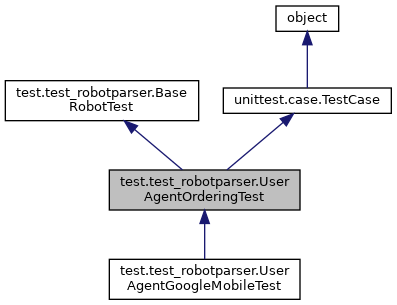 object
test.test_robotparser.Base
RobotTest
unittest.case.TestCase
test.test_robotparser.User
AgentOrderingTest
test.test_robotparser.User
AgentGoogleMobileTest